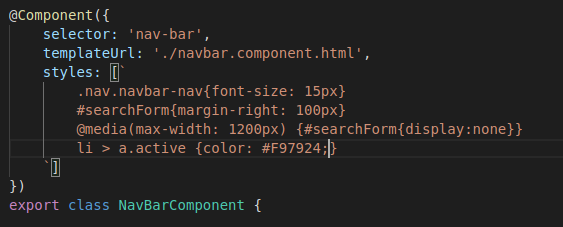 @Component({
    selector: 'nav-bar',
    templateUrl: './navbar.component.html',
    styles: [`
        .nav.navbar-nav{font-size: 15px}
        #searchForm{margin-right: 100px}
        @media(max-width: 1200px) {#searchForm{display:none}}
        li > a.active {color: #F97924;}
    `]
})
export class NavBarComponent {